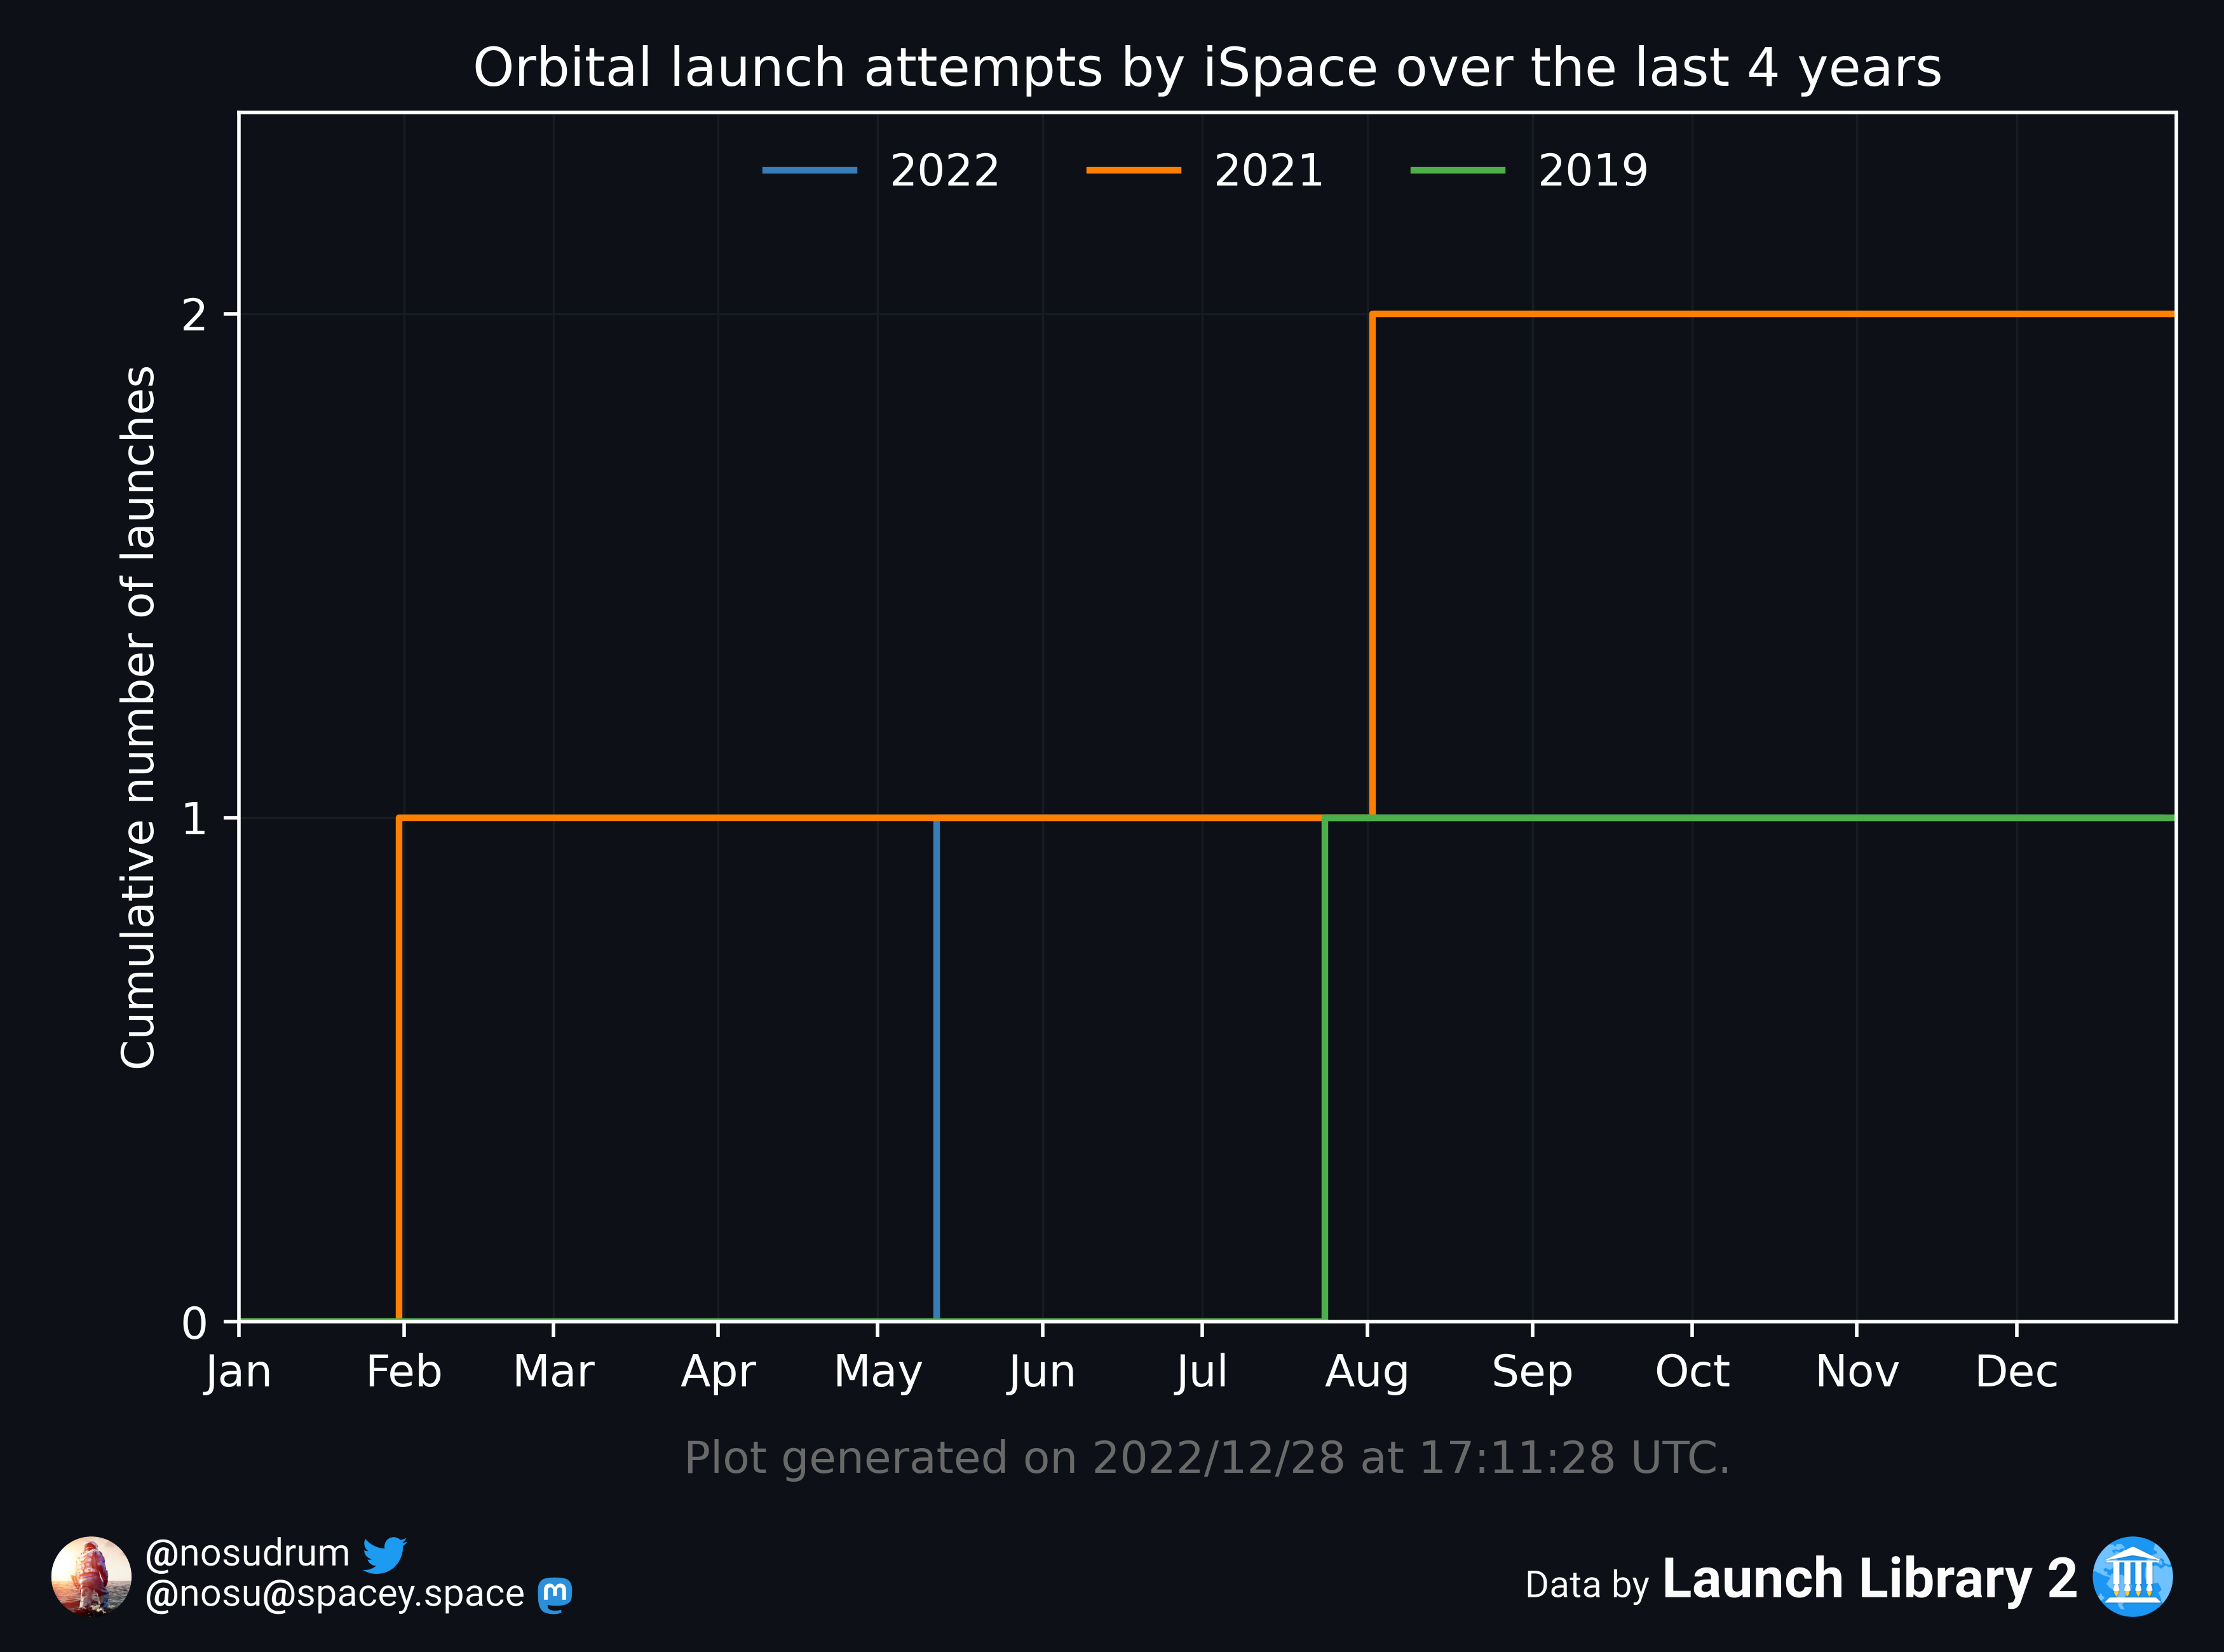 Orbital launch attempts by iSpace over the last 4 years
2022 2021 2019
Cumulative number of launches
2
1
0
Jan Feb Mar Apr May Jun Jul Aug Sep Oct Nov Dec
Plot generated on 2022/12/28 at 17:11:28 UTC.
@nosudrum
@nosu@spacey.space
Data by Launch Library 2